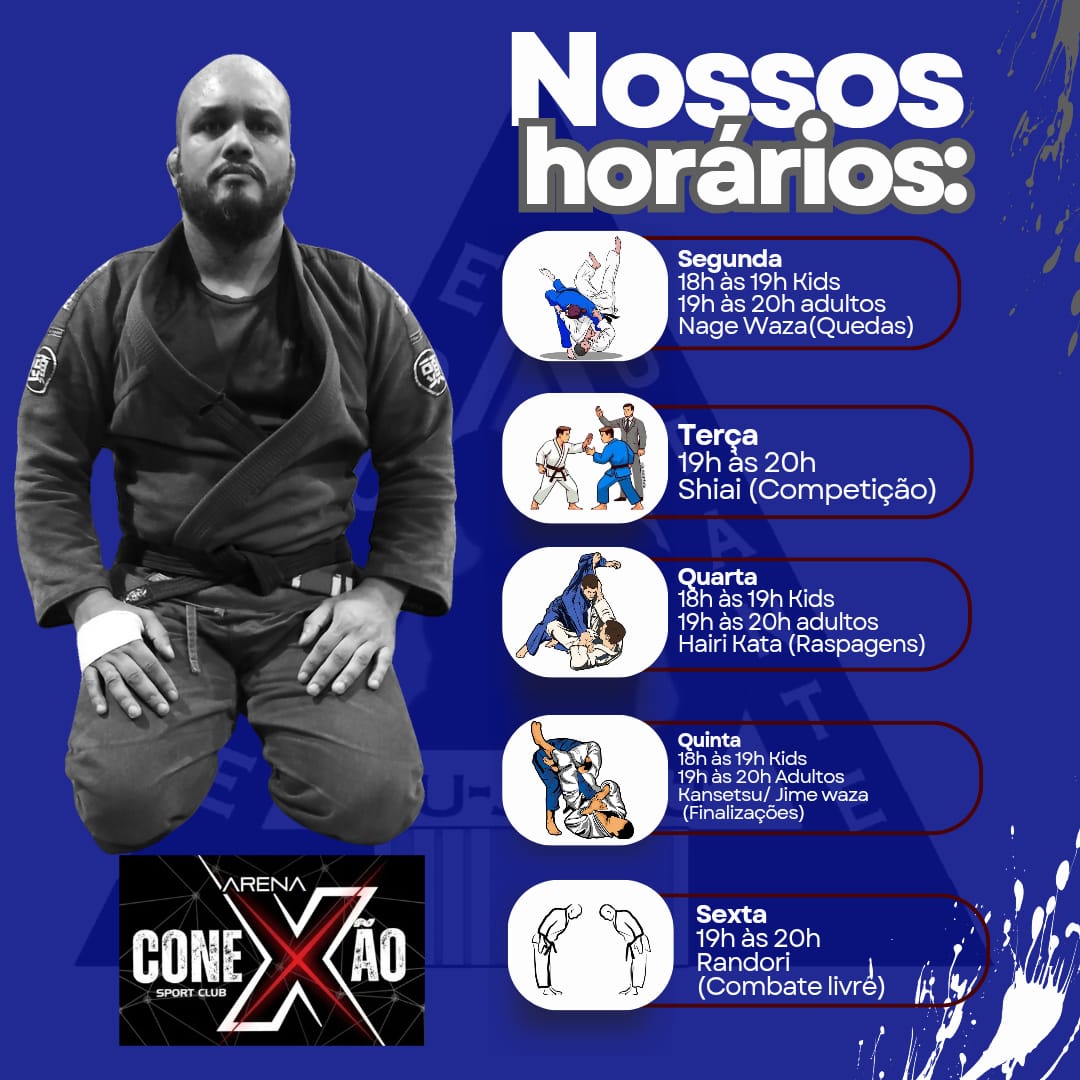 Nossos
horários:
Segunda
18h às 19h Kids
19h às 20h adultos
Nage Waza(Quedas)
Terça
19h às 20h
Shiai (Competição)
Quarta
18h às 19h Kids
19h às 20h adultos
Hairi Kata (Raspagens)
Quinta
18h às 19h Kids
19h às 20h Adultos
Kansetsu/ Jime waza
(Finalizações)
Sexta
19h às 20h
Randori
(Combate livre)
ARENA
CONEXÃO
SPORT CLUB